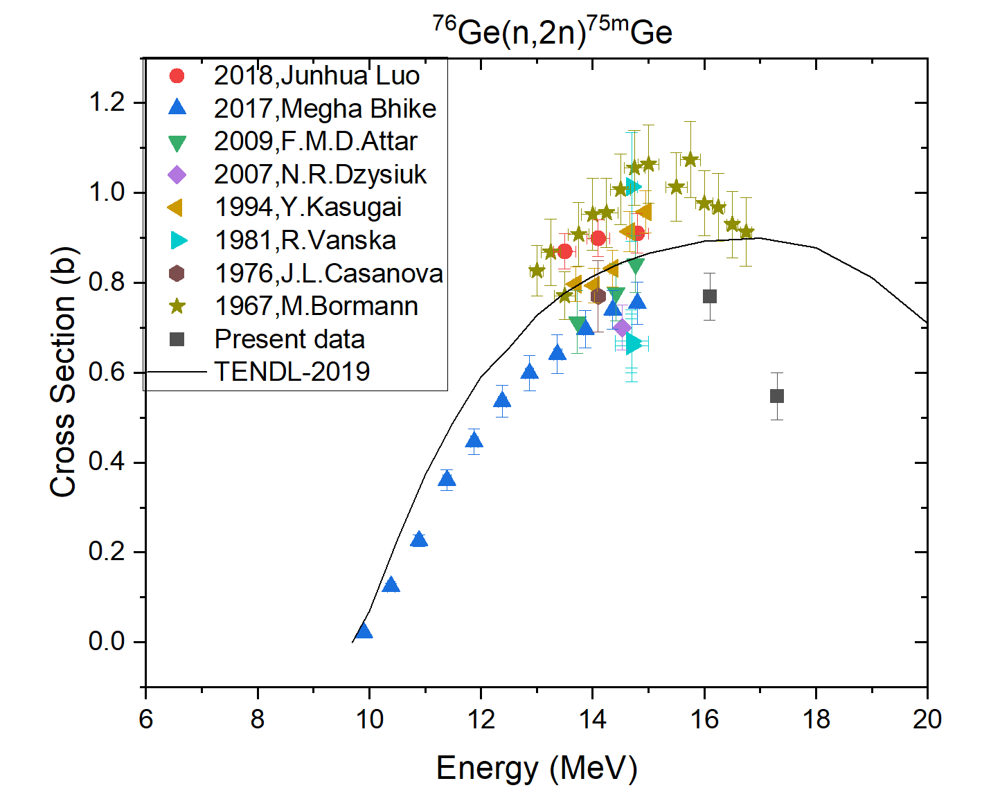 ⁷⁶Ge(n,2n)⁷⁵ᵐGe
2018,Junhua Luo
2017,Megha Bhike
2009,F.M.D.Attar
2007,N.R.Dzysiuk
1994,Y.Kasugai
1981,R.Vanska
1976,J.L.Casanova
1967,M.Bormann
Present data
TENDL-2019
Cross Section (b)
1.2
1.0
0.8
0.6
0.4
0.2
0.0
6 8 10 12 14 16 18 20
Energy (MeV)